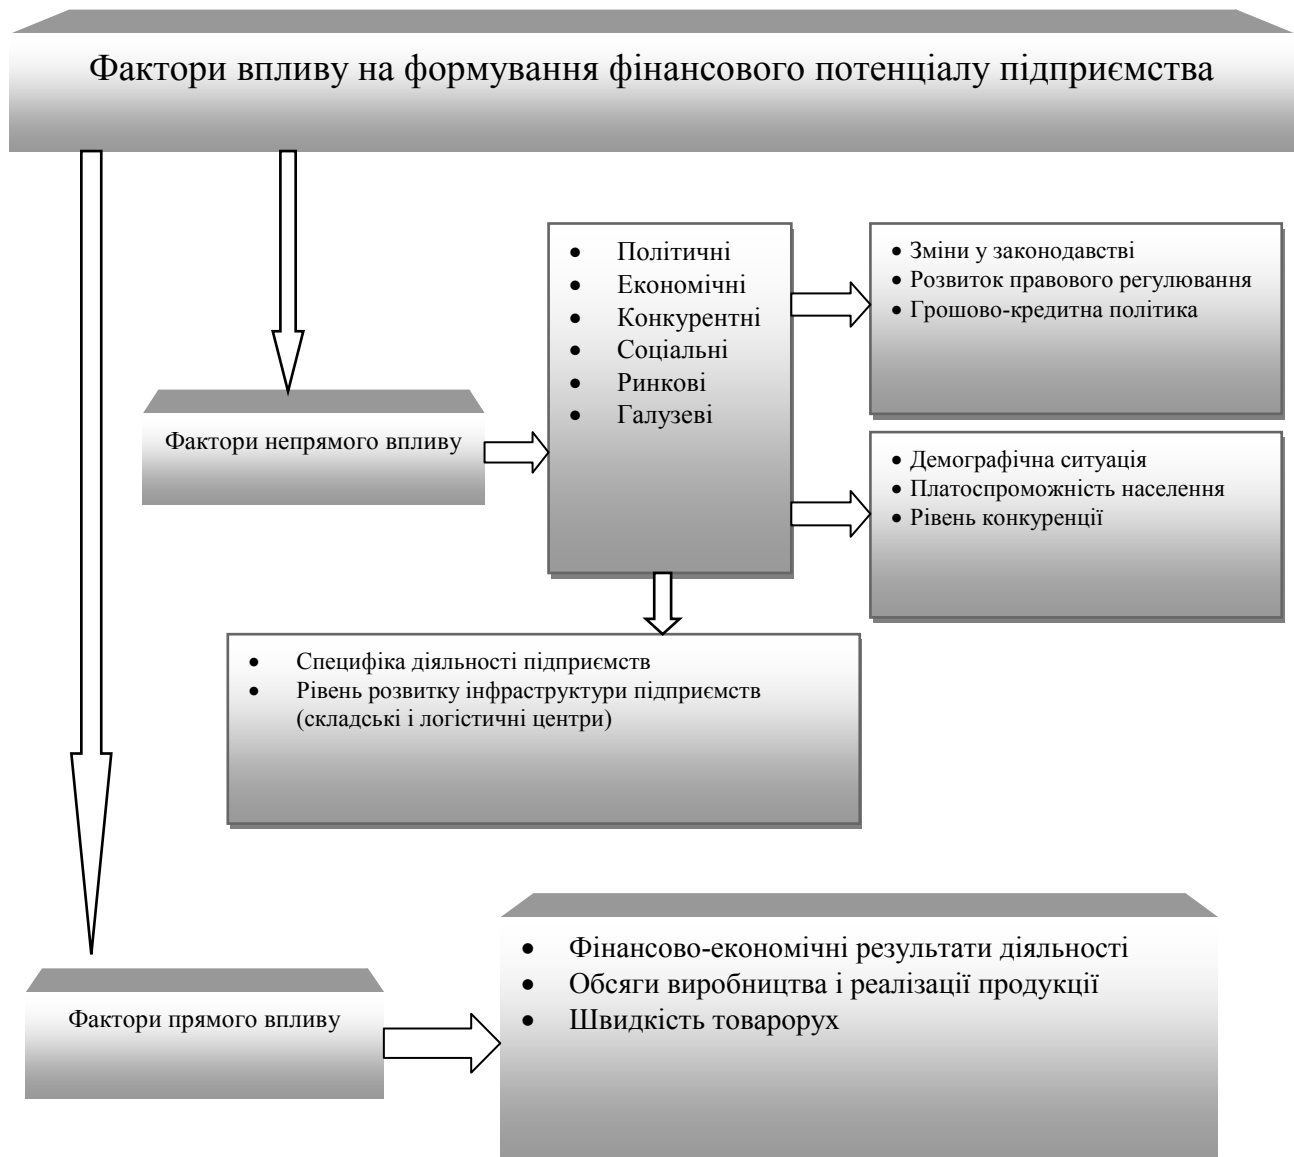 Фактори впливу на формування фінансового потенціалу підприємства
• Політичні
• Економічні
• Конкурентні
• Соціальні
• Ринкові
• Галузеві
• Зміни у законодавстві
• Розвиток правового регулювання
• Грошово-кредитна політика
Фактори непрямого впливу
• Демографічна ситуація
• Платоспроможність населення
• Рівень конкуренції
• Специфіка діяльності підприємств
• Рівень розвитку інфраструктури підприємств
(складські і логістичні центри)
• Фінансово-економічні результати діяльності
• Обсяги виробництва і реалізації продукції
• Швидкість товарорух
Фактори прямого впливу